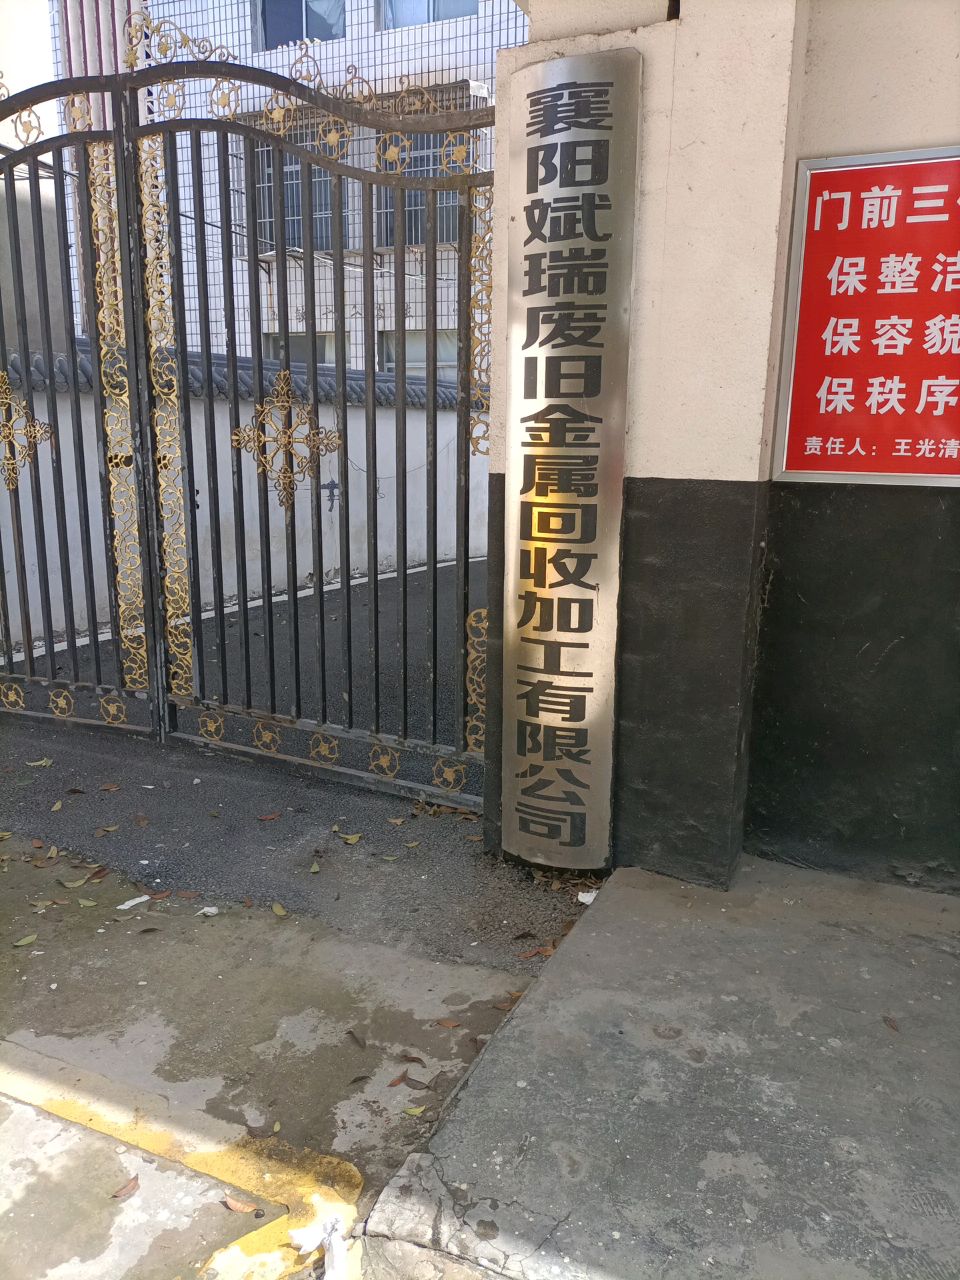 襄阳斌瑞废旧金属回收加工有限公司
门前三
保整洁
保容貌
保秩序
责任人：王光清